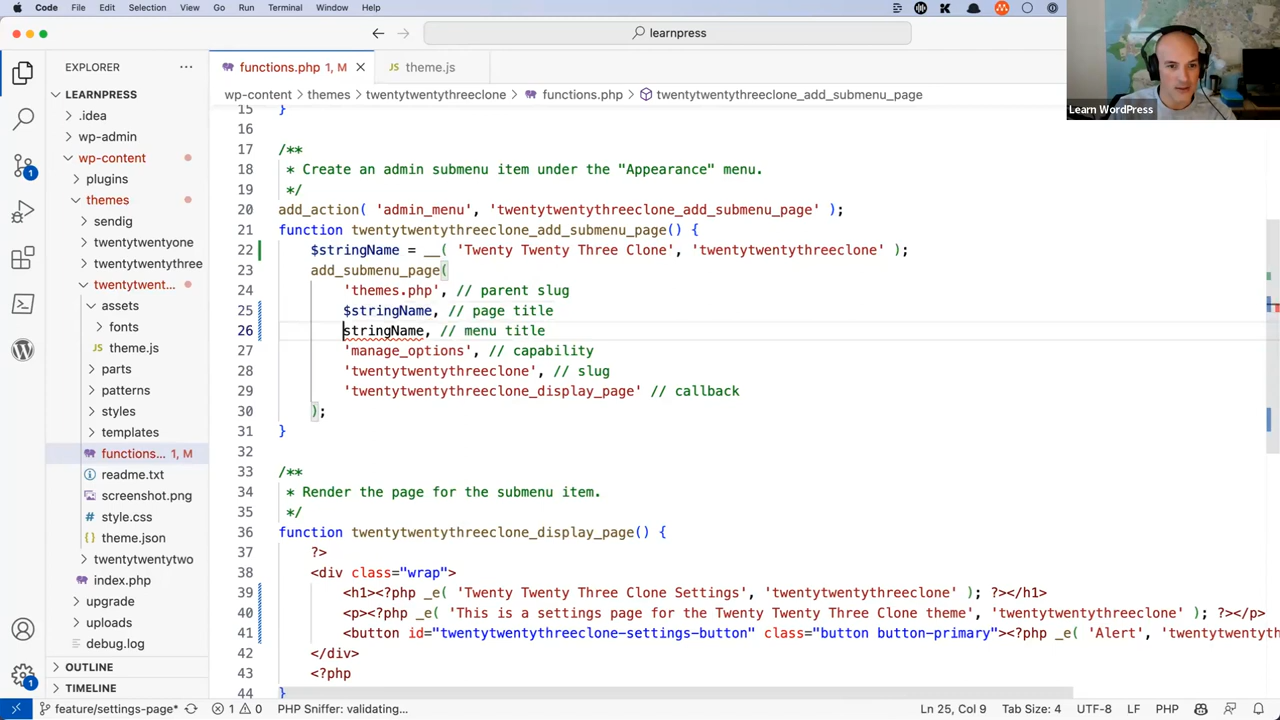 Code File Edit Selection View Go Run Terminal Window Help
learnpress
EXPLORER
functions.php 1, M
theme.js
Learn WordPress
wp-content > themes > twentytwentythreeclone > functions.php > twentytwentythreeclone_add_submenu_page
LEARNPRESS
.idea
wp-admin
wp-content
plugins
themes
sendig
twentytwentyone
twentytwentythree
twentytwent...
assets
fonts
theme.js
parts
patterns
styles
templates
functions... 1, M
readme.txt
screenshot.png
style.css
theme.json
twentytwentytwo
index.php
upgrade
uploads
debug.log
OUTLINE
TIMELINE
15 }
16
17 /**
18 * Create an admin submenu item under the "Appearance" menu.
19 */
20 add_action( 'admin_menu', 'twentytwentythreeclone_add_submenu_page' );
21 function twentytwentythreeclone_add_submenu_page() {
22 $stringName = __( 'Twenty Twenty Three Clone', 'twentytwentythreeclone' );
23 add_submenu_page(
24 'themes.php', // parent slug
25 $stringName, // page title
26 stringName, // menu title
27 'manage_options', // capability
28 'twentytwentythreeclone', // slug
29 'twentytwentythreeclone_display_page' // callback
30 );
31 }
32
33 /**
34 * Render the page for the submenu item.
35 */
36 function twentytwentythreeclone_display_page() {
37 ?>
38 <div class="wrap">
39 <h1><?php _e( 'Twenty Twenty Three Clone Settings', 'twentytwentythreeclone' ); ?></h1>
40 <p><?php _e( 'This is a settings page for the Twenty Twenty Three Clone theme', 'twentytwentythreeclone' ); ?></p>
41 <button id="twentytwentythreeclone-settings-button" class="button button-primary"><?php _e( 'Alert', 'twentytwentyth
42 </div>
43 <?php
44 }
1
1
feature/settings-page* 1 0 PHP Sniffer: validating... Ln 25, Col 9 Tab Size: 4 UTF-8 LF PHP